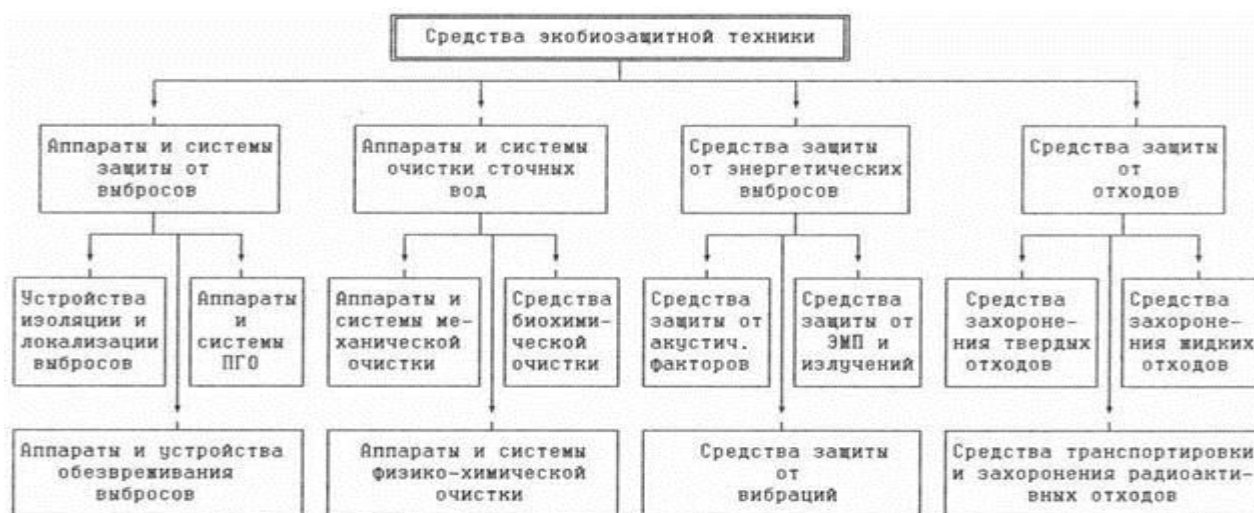 Средства экобиозащитной техники
Аппараты и системы
защиты от
выбросов
Аппараты и системы
очистки сточных
вод
Средства защиты
от энергетических
выбросов
Средства защиты
от
отходов
Устройства
изоляции и
локализации
выбросов
Аппараты
и
системы
ПГО
Аппараты и
системы ме-
ханической
очистки
Средства
биохими-
ческой
очистки
Средства
защиты от
акустич.
факторов
Средства
защиты от
ЭМП и
излучений
Средства
захороне-
ния твердых
отходов
Средства
захороне-
ния жидких
отходов
Аппараты и устройства
обезвреживания
выбросов
Аппараты и системы
физико-химической
очистки
Средства защиты
от
вибраций
Средства транспортировки
и захоронения радиоакти-
вных отходов